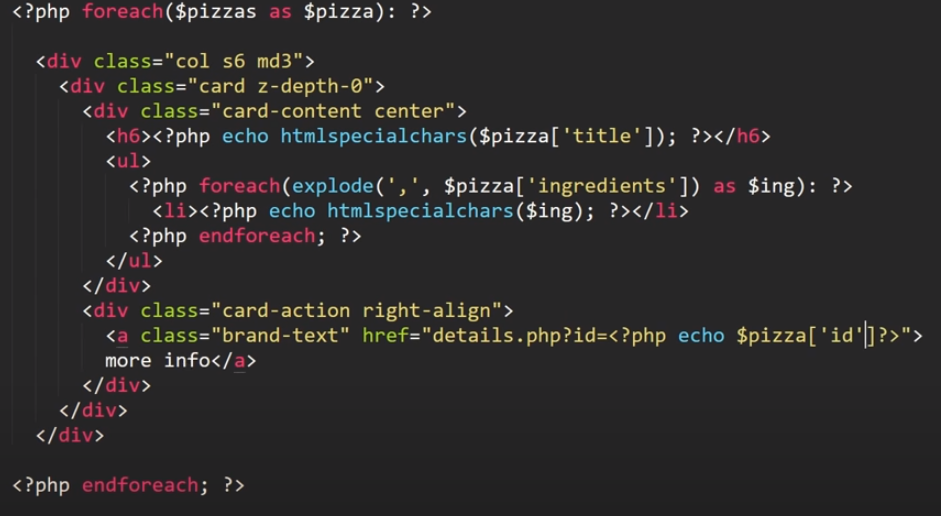 <?php foreach($pizzas as $pizza): ?>
<div class="col s6 md3">
<div class="card z-depth-0">
<div class="card-content center">
<h6><?php echo htmlspecialchars($pizza['title']); ?></h6>
<ul>
<?php foreach(explode(',', $pizza['ingredients']) as $ing): ?>
<li><?php echo htmlspecialchars($ing); ?></li>
<?php endforeach; ?>
</ul>
</div>
<div class="card-action right-align">
<a class="brand-text" href="details.php?id=<?php echo $pizza['id']?>">
more info</a>
</div>
</div>
</div>
<?php endforeach; ?>